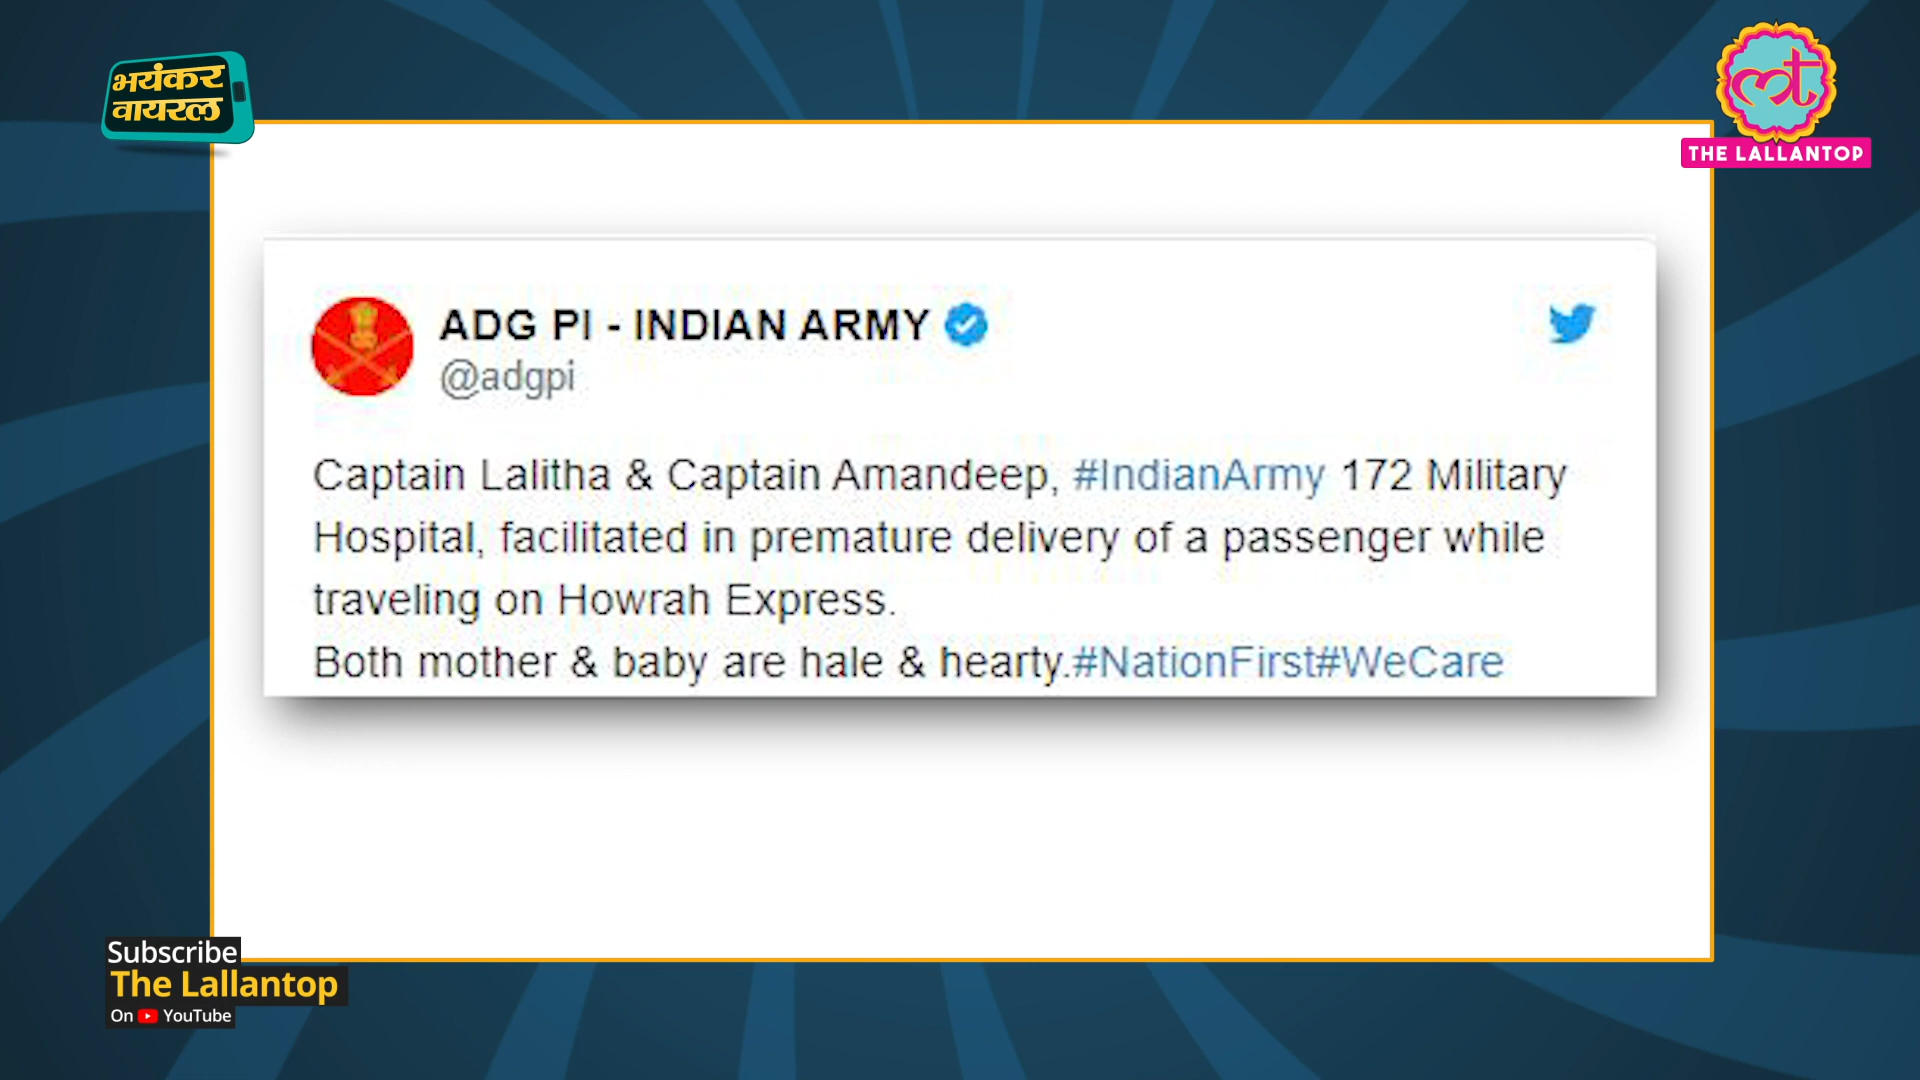 भयंकर
वायरल
THE LALLANTOP
ADG PI - INDIAN ARMY
@adgpi
Captain Lalitha & Captain Amandeep, #IndianArmy 172 Military
Hospital, facilitated in premature delivery of a passenger while
traveling on Howrah Express.
Both mother & baby are hale & hearty.#NationFirst#WeCare
Subscribe
The Lallantop
On YouTube